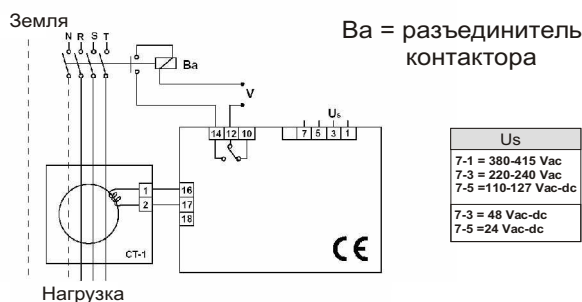 Земля
N R S T
Ba
Ba = разъединитель
контактора
V
Us
14 12 10
7 5 3 1
1 16
2 17
18
CT-1
CE
Нагрузка
Us
7-1 = 380-415 Vac
7-3 = 220-240 Vac
7-5 =110-127 Vac-dc
7-3 = 48 Vac-dc
7-5 =24 Vac-dc